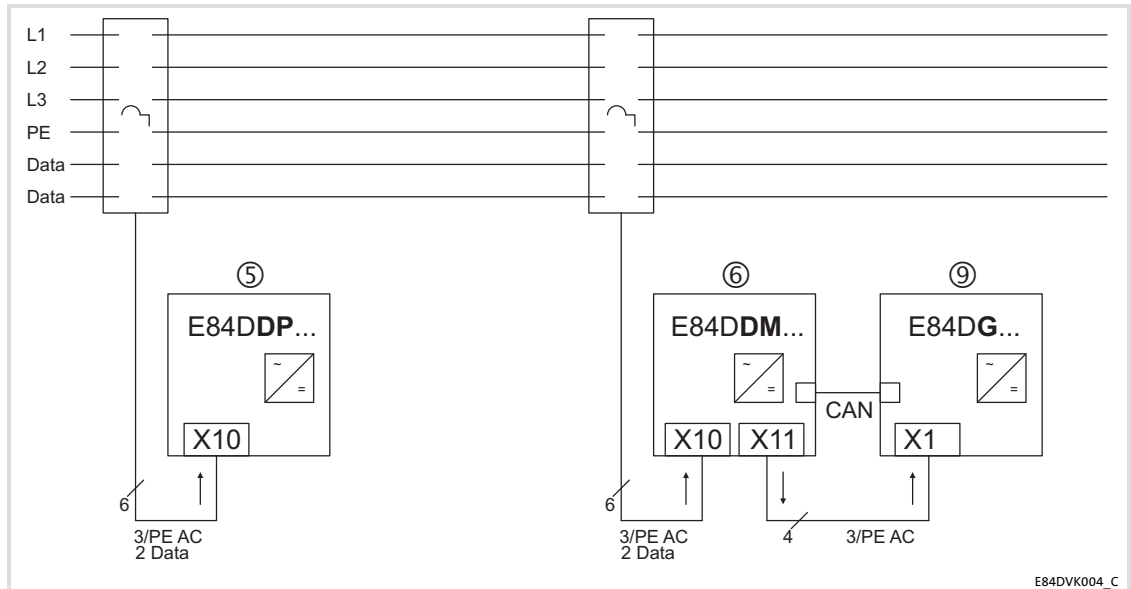 L1
L2
L3
PE
Data
Data
⑤ ⑥ ⑨
E84DDP... E84DDM... E84DG...
~ ~ ~
= = =
CAN
X10 X10 X11 X1
6 6 4
3/PE AC 3/PE AC 3/PE AC
2 Data 2 Data
E84DVK004_C